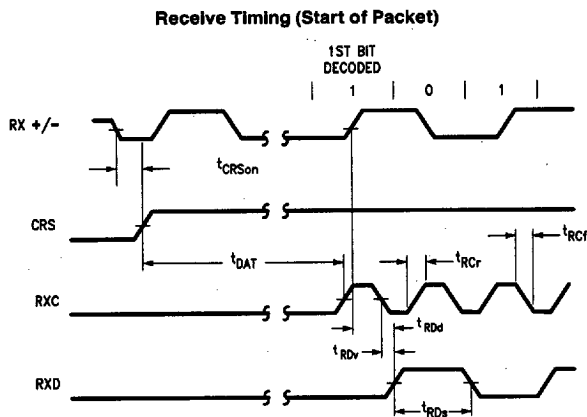 Receive Timing (Start of Packet)
1ST BIT
DECODED
1 0 1
RX +/-
tCRSon
CRS
tDAT
tRCr
tRCf
RXC
tRDd
tRDv
RXD
tRDs